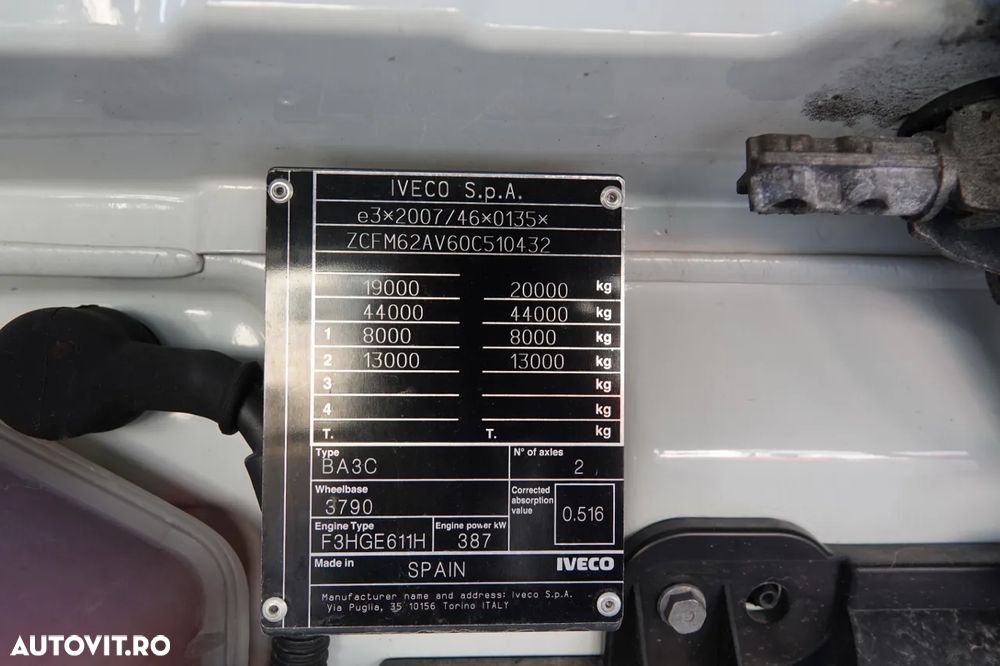 IVECO S.p.A.
e3×2007/46×0135×
ZCFM62AV60C510432
19000 20000 kg
44000 44000 kg
1 8000 8000 kg
2 13000 13000 kg
3 kg
4 kg
T. T. kg
Type N° of axles
BA3C 2
Wheelbase
3790
Corrected
absorption
value
0.516
Engine Type Engine power kW
F3HGE611H 387
Made in SPAIN IVECO
Manufacturer name and address: Iveco S.p.A.
Via Puglia, 35 10156 Torino ITALY
AUTOVIT.RO